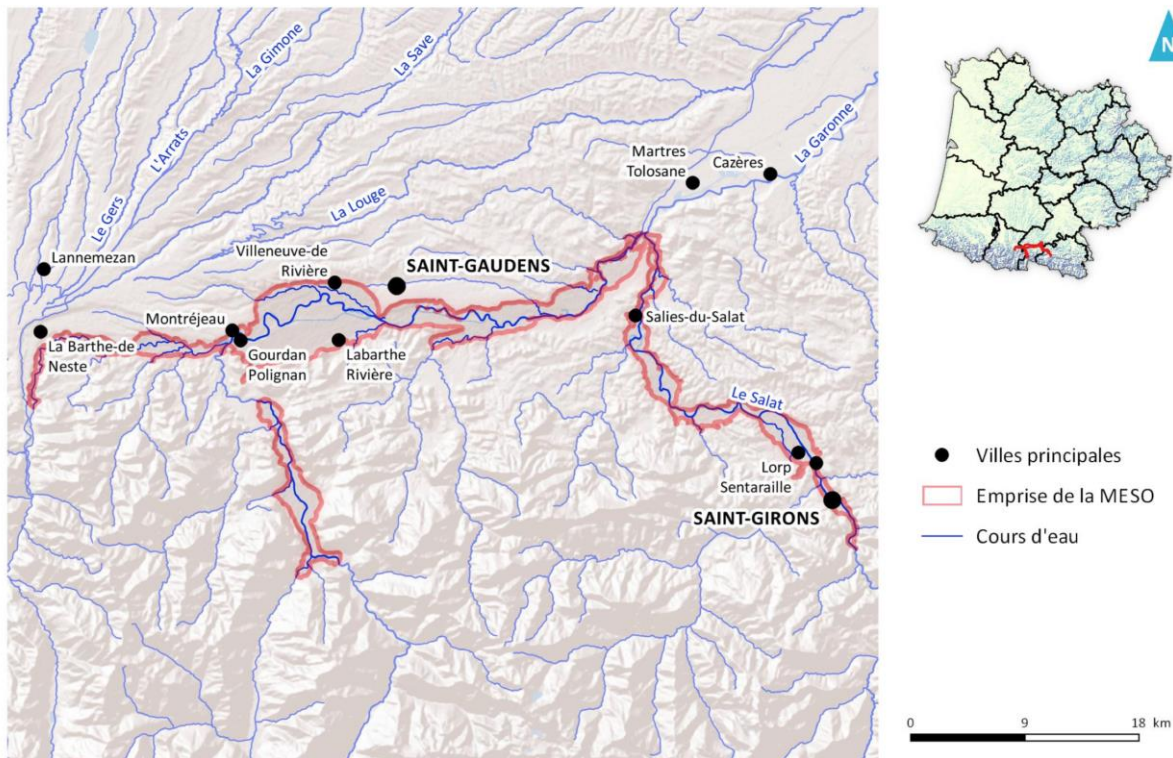 La Gimone
La Save
L'Arrats
Le Gers
La Louge
La Garonne
Martres
Tolosane
Cazères
Lannemezan
Villeneuve-de
Rivière
SAINT-GAUDENS
Montréjeau
Salies-du-Salat
La Barthe-de
Neste
Gourdan
Polignan
Labarthe
Rivière
Le Salat
Lorp
Sentaraille
SAINT-GIRONS
N
Villes principales
Emprise de la MESO
Cours d'eau
0 9 18 km